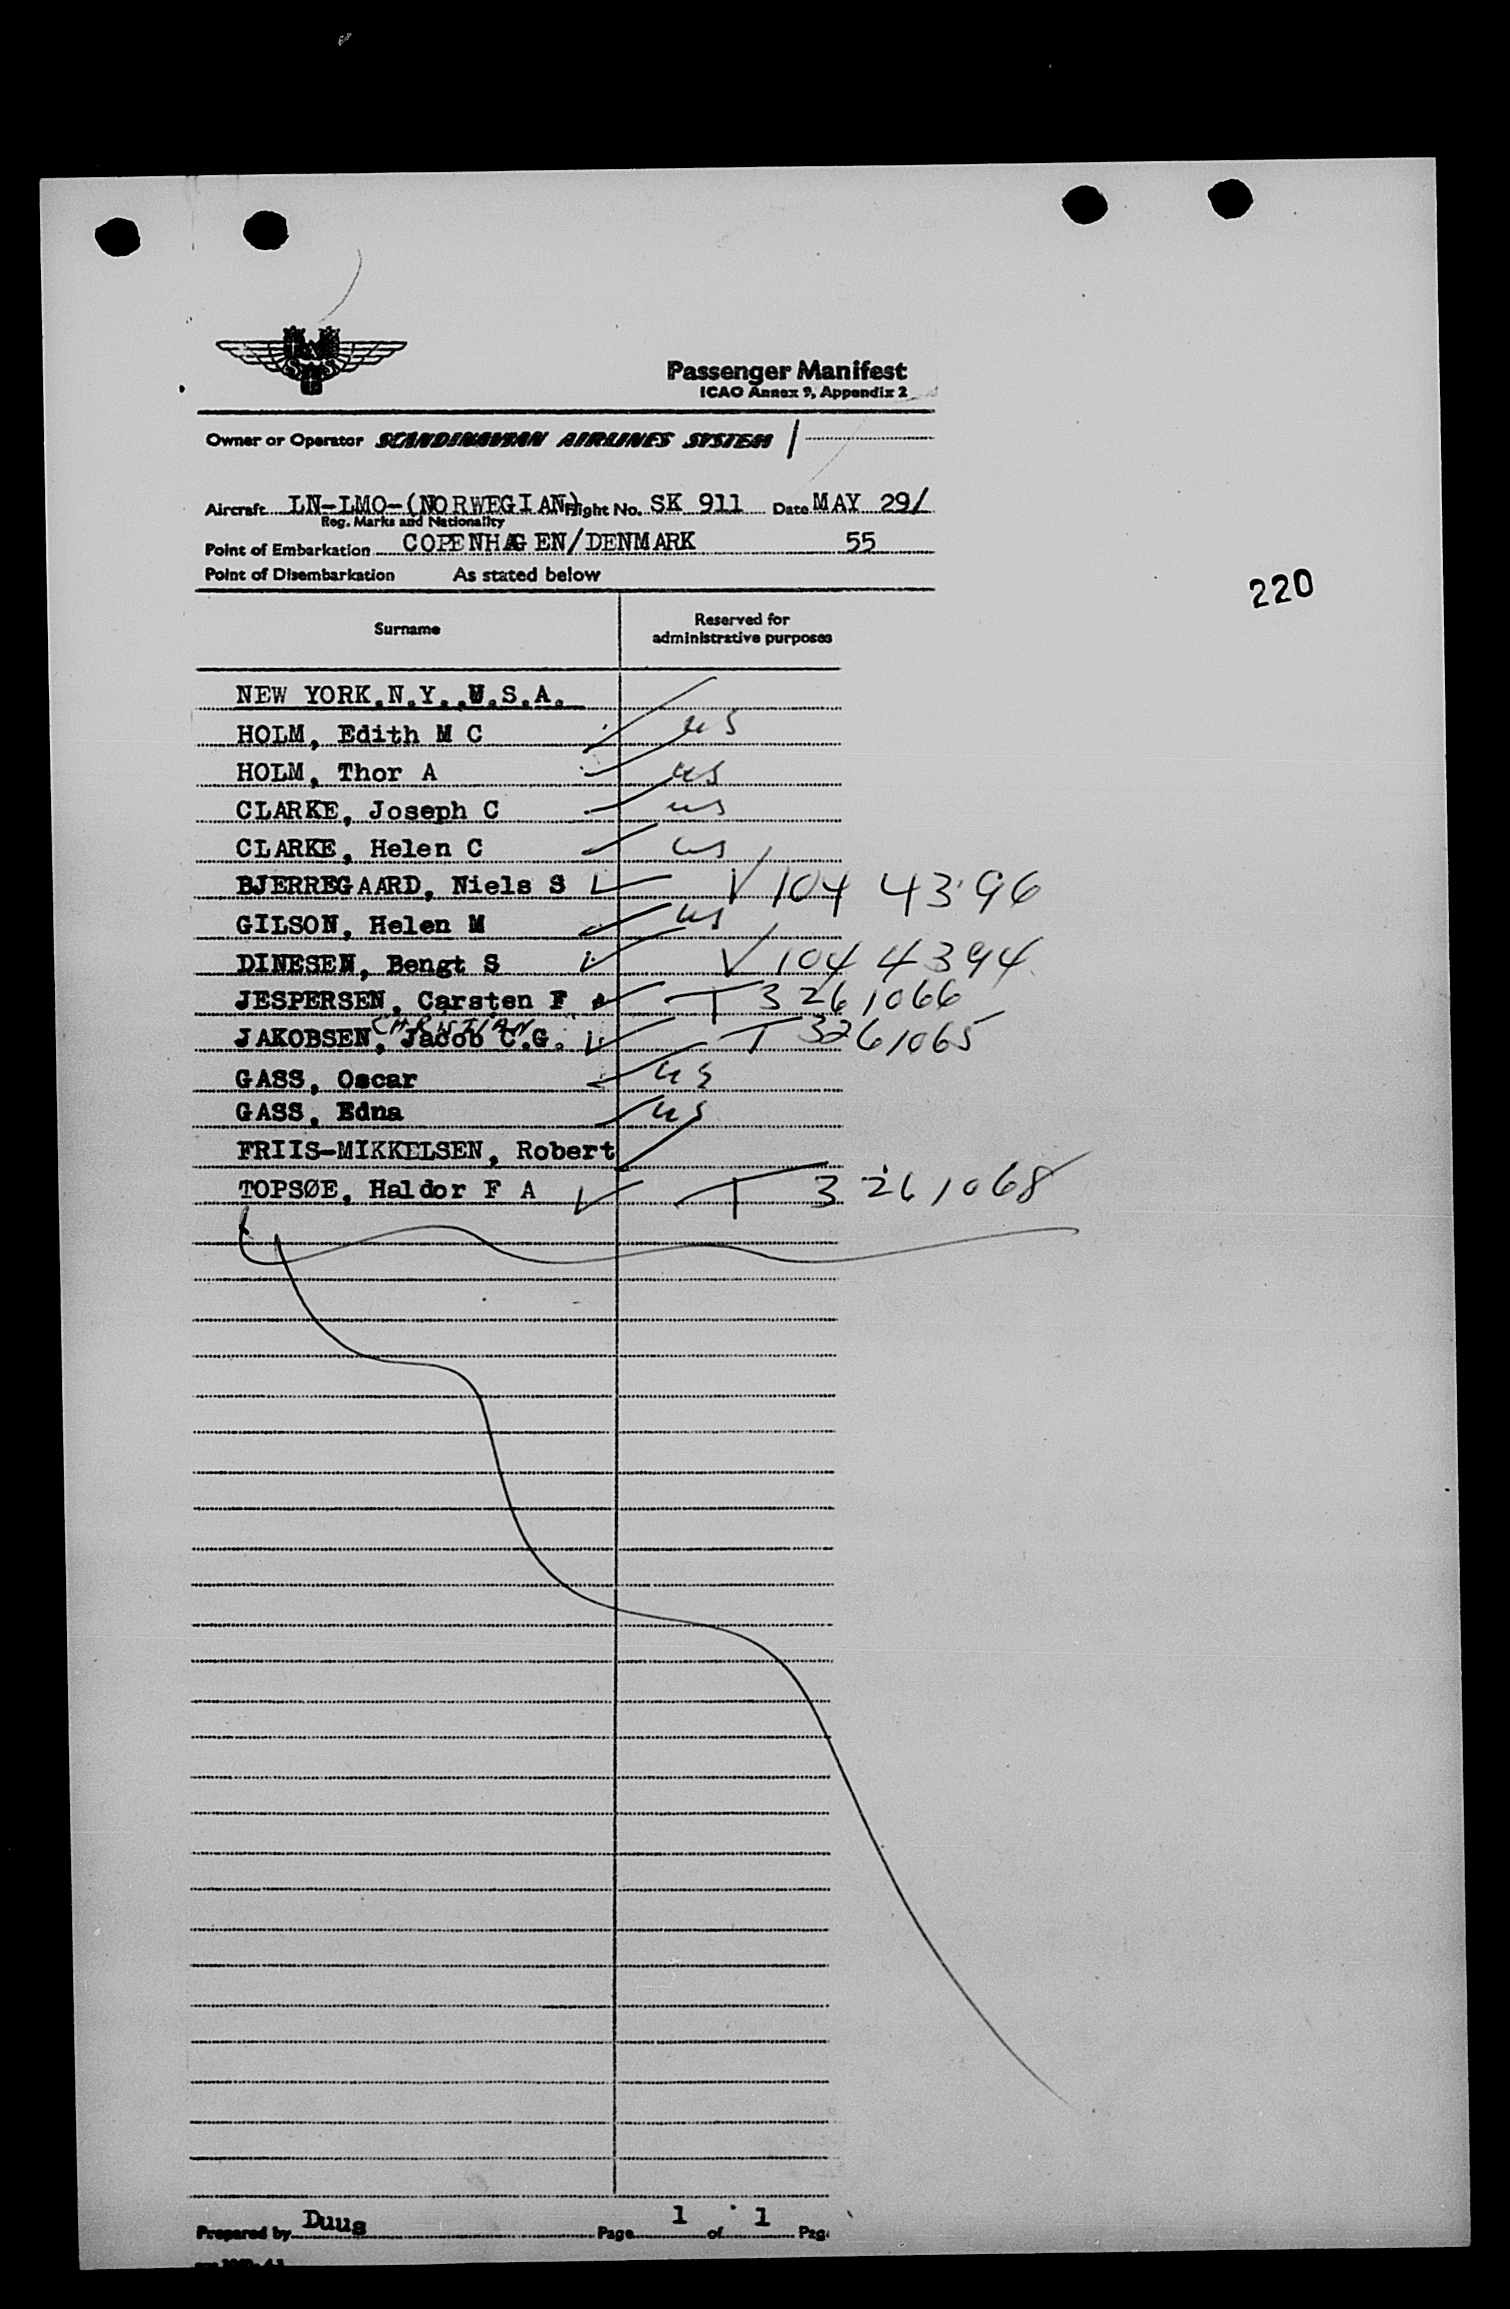 Passenger Manifest
ICAO Annex 9, Appendix 2
Owner or Operator SCANDINAVIAN AIRLINES SYSTEM /
Aircraft LN-LMO-(NORWEGIAN) Flight No. SK 911 Date MAY 29/
Reg. Marks and Nationality
Point of Embarkation COPENHAGEN/DENMARK 55
Point of Disembarkation As stated below
220
Surname Reserved for administrative purposes
NEW YORK.N.Y..U.S.A.
HOLM, Edith M C us
HOLM, Thor A us
CLARKE, Joseph C us
CLARKE, Helen C us
BJERREGAARD, Niels S V 104 4396
GILSON, Helen M us
DINESEN, Bengt S V 104 4394
JESPERSEN, Carsten F A T 3261066
CHRISTIAN
JAKOBSEN, Jacob C.G. T 3261065
GASS, Oscar us
GASS, Edna us
FRIIS-MIKKELSEN, Robert
TOPSØE, Haldor F A T 3261068
Prepared by Duus Page 1 of 1 Pag